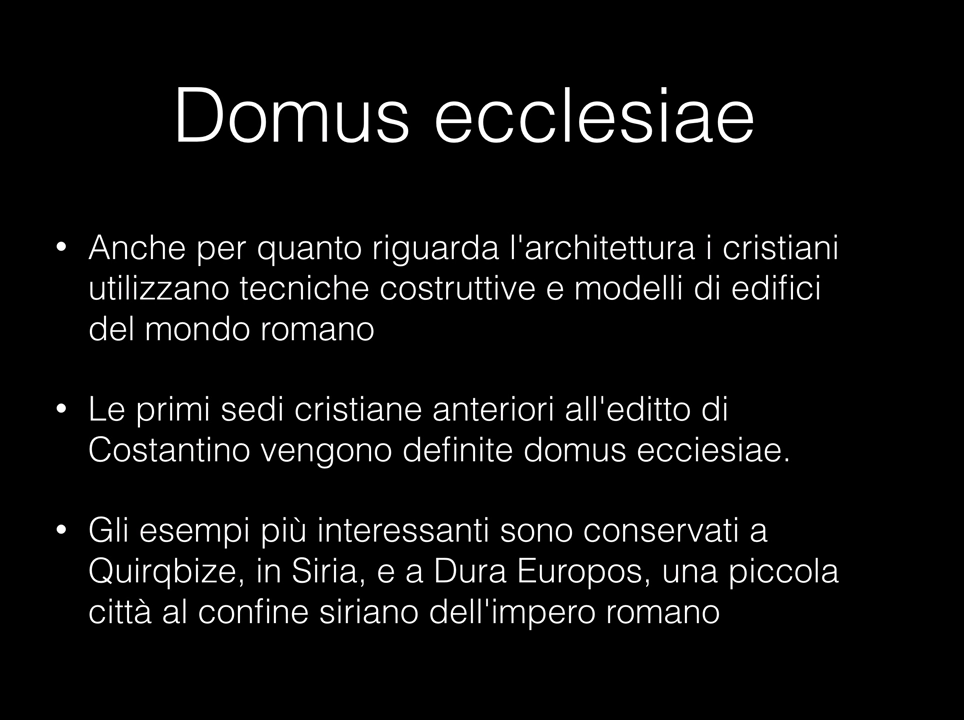 Domus ecclesiae
• Anche per quanto riguarda l'architettura i cristiani
utilizzano tecniche costruttive e modelli di edifici
del mondo romano
• Le primi sedi cristiane anteriori all'editto di
Costantino vengono definite domus ecciesiae.
• Gli esempi più interessanti sono conservati a
Quirqbize, in Siria, e a Dura Europos, una piccola
città al confine siriano dell'impero romano